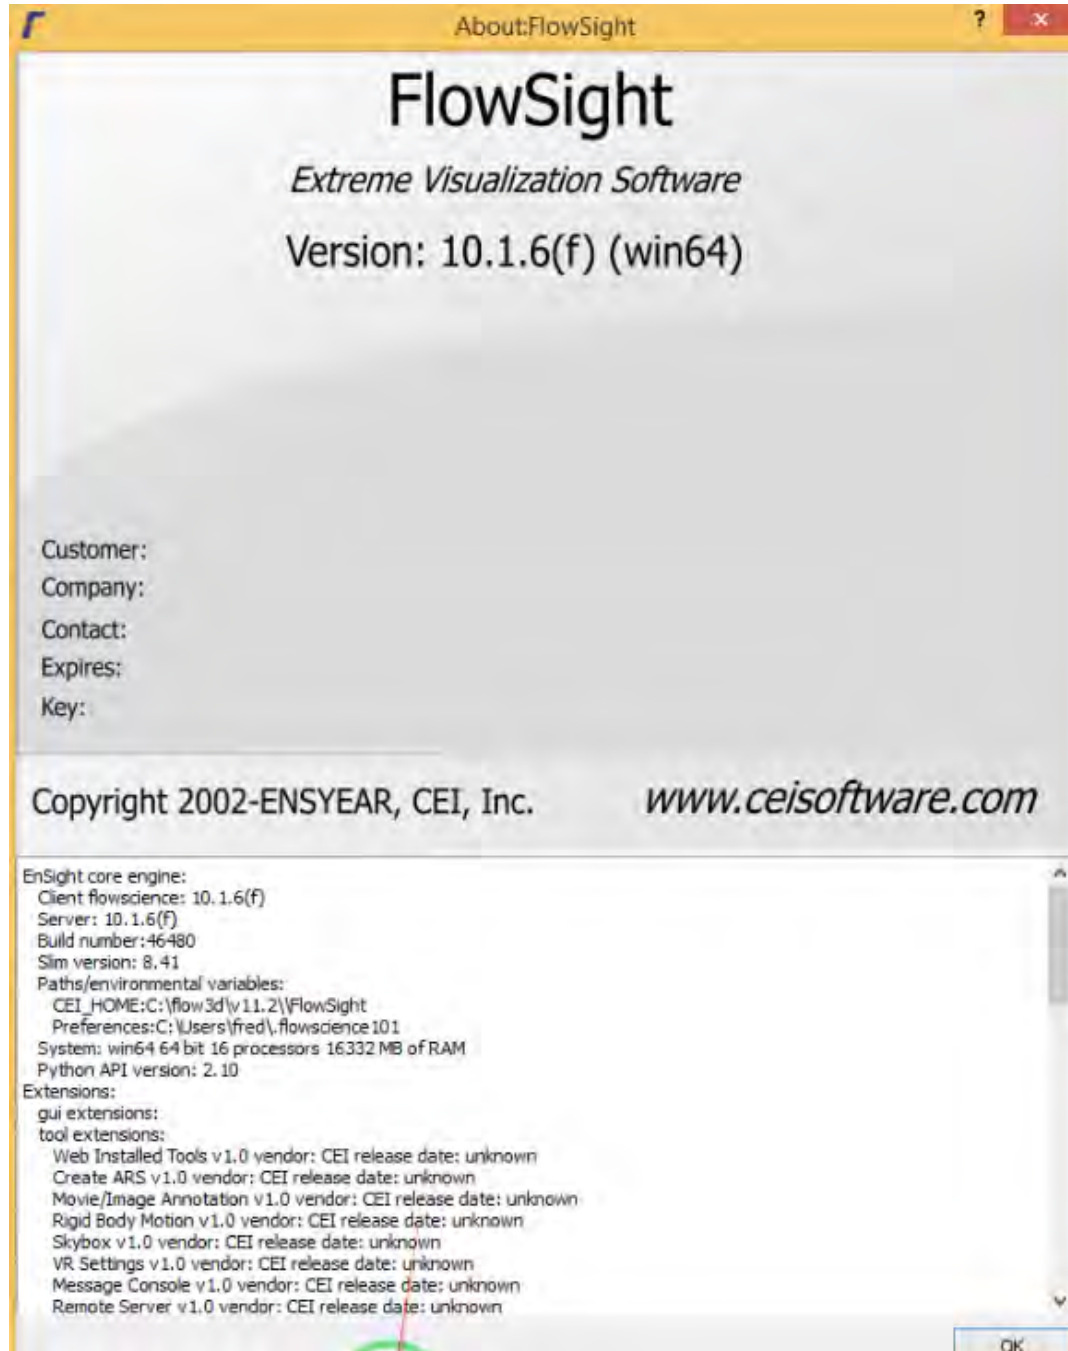 About:FlowSight
?
x
FlowSight
Extreme Visualization Software
Version: 10.1.6(f) (win64)
Customer:
Company:
Contact:
Expires:
Key:
Copyright 2002-ENSYEAR, CEI, Inc. www.ceisoftware.com
EnSight core engine:
Client flowscience: 10.1.6(f)
Server: 10.1.6(f)
Build number:46480
Slim version: 8.41
Paths/environmental variables:
CEI_HOME:C:\flow3d\v11.2\\FlowSight
Preferences:C:\Users\fred\.flowscience101
System: win64 64 bit 16 processors 16332 MB of RAM
Python API version: 2.10
Extensions:
gui extensions:
tool extensions:
Web Installed Tools v1.0 vendor: CEI release date: unknown
Create ARS v1.0 vendor: CEI release date: unknown
Movie/Image Annotation v1.0 vendor: CEI release date: unknown
Rigid Body Motion v1.0 vendor: CEI release date: unknown
Skybox v1.0 vendor: CEI release date: unknown
VR Settings v1.0 vendor: CEI release date: unknown
Message Console v1.0 vendor: CEI release date: unknown
Remote Server v1.0 vendor: CEI release date: unknown
OK